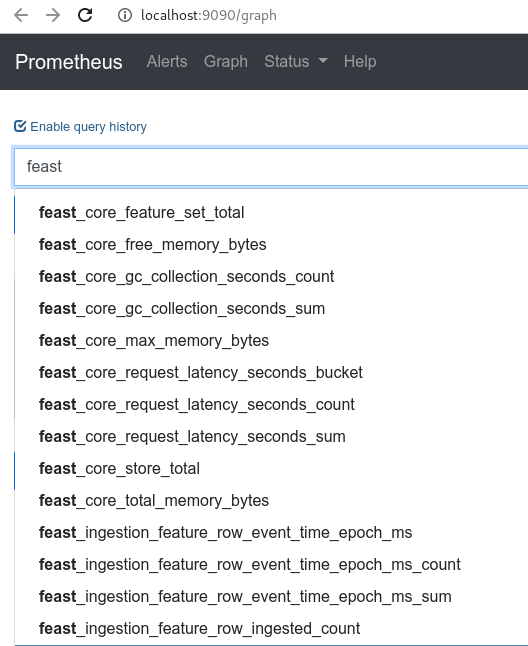 localhost:9090/graph
Prometheus Alerts Graph Status Help
Enable query history
feast
feast_core_feature_set_total
feast_core_free_memory_bytes
feast_core_gc_collection_seconds_count
feast_core_gc_collection_seconds_sum
feast_core_max_memory_bytes
feast_core_request_latency_seconds_bucket
feast_core_request_latency_seconds_count
feast_core_request_latency_seconds_sum
feast_core_store_total
feast_core_total_memory_bytes
feast_ingestion_feature_row_event_time_epoch_ms
feast_ingestion_feature_row_event_time_epoch_ms_count
feast_ingestion_feature_row_event_time_epoch_ms_sum
feast_ingestion_feature_row_ingested_count